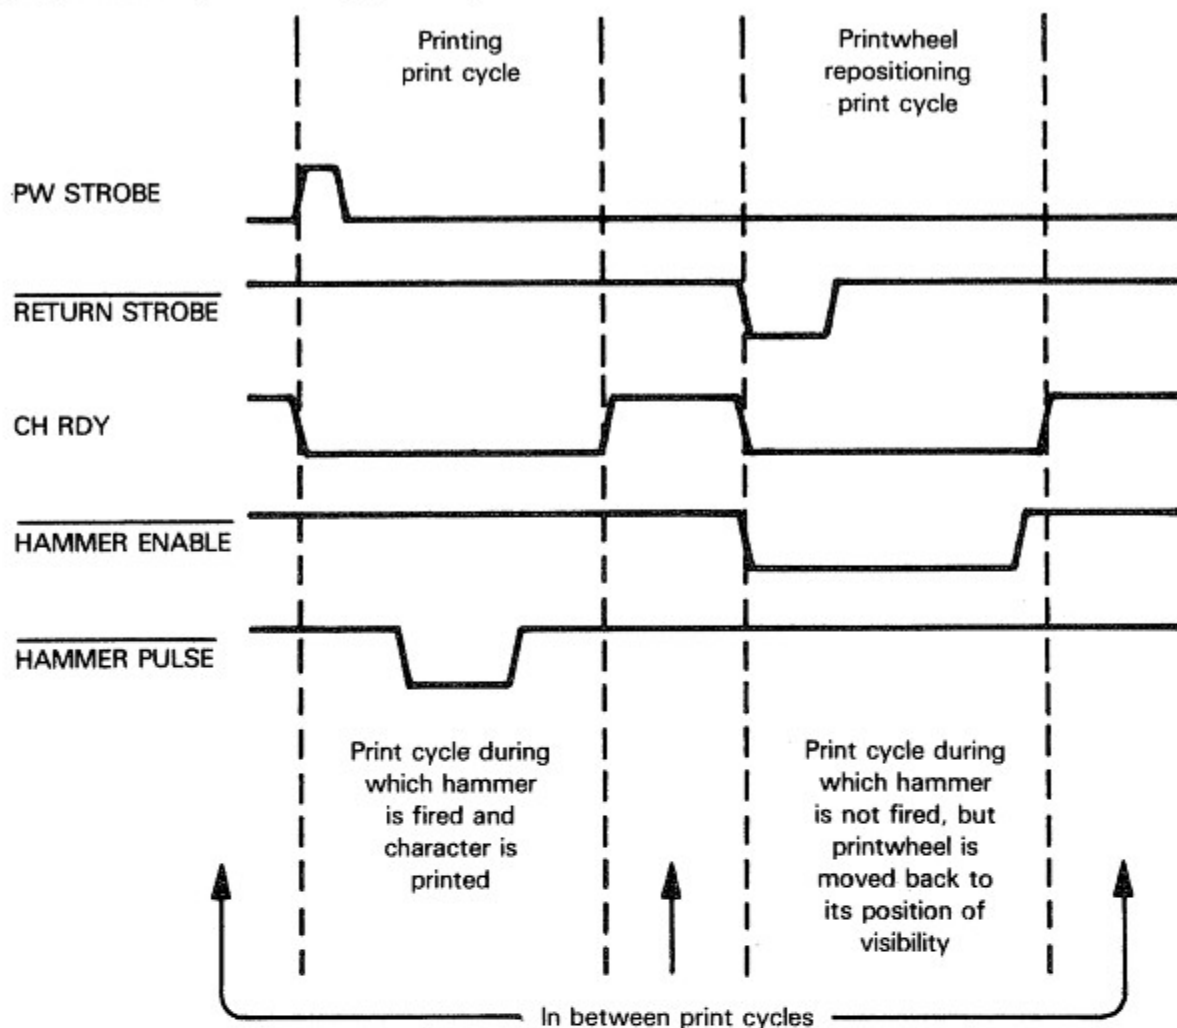 Printing
print cycle
Printwheel
repositioning
print cycle
PW STROBE
RETURN STROBE
CH RDY
HAMMER ENABLE
HAMMER PULSE
Print cycle during
which hammer
is fired and
character is
printed
Print cycle during
which hammer
is not fired, but
printwheel is
moved back to
its position of
visibility
In between print cycles